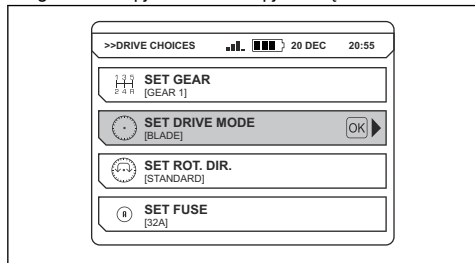 >>DRIVE CHOICES 20 DEC 20:55
1 3 5
2 4 R
SET GEAR
[GEAR 1]
SET DRIVE MODE
[BLADE]
OK
SET ROT. DIR.
[STANDARD]
A
SET FUSE
[32A]